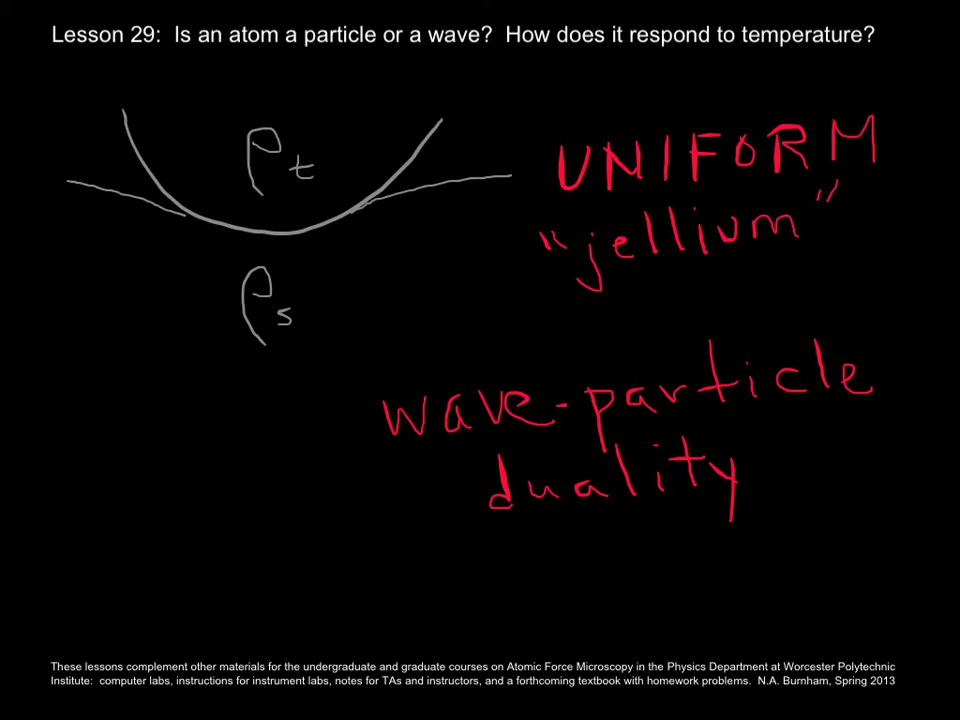 Lesson 29:  Is an atom a particle or a wave?  How does it respond to temperature?
ρt
ρs
UNIFORM
"jellium"
wave-particle
duality
These lessons complement other materials for the undergraduate and graduate courses on Atomic Force Microscopy in the Physics Department at Worcester Polytechnic
Institute:  computer labs, instructions for instrument labs, notes for TAs and instructors, and a forthcoming textbook with homework problems.  N.A. Burnham, Spring 2013